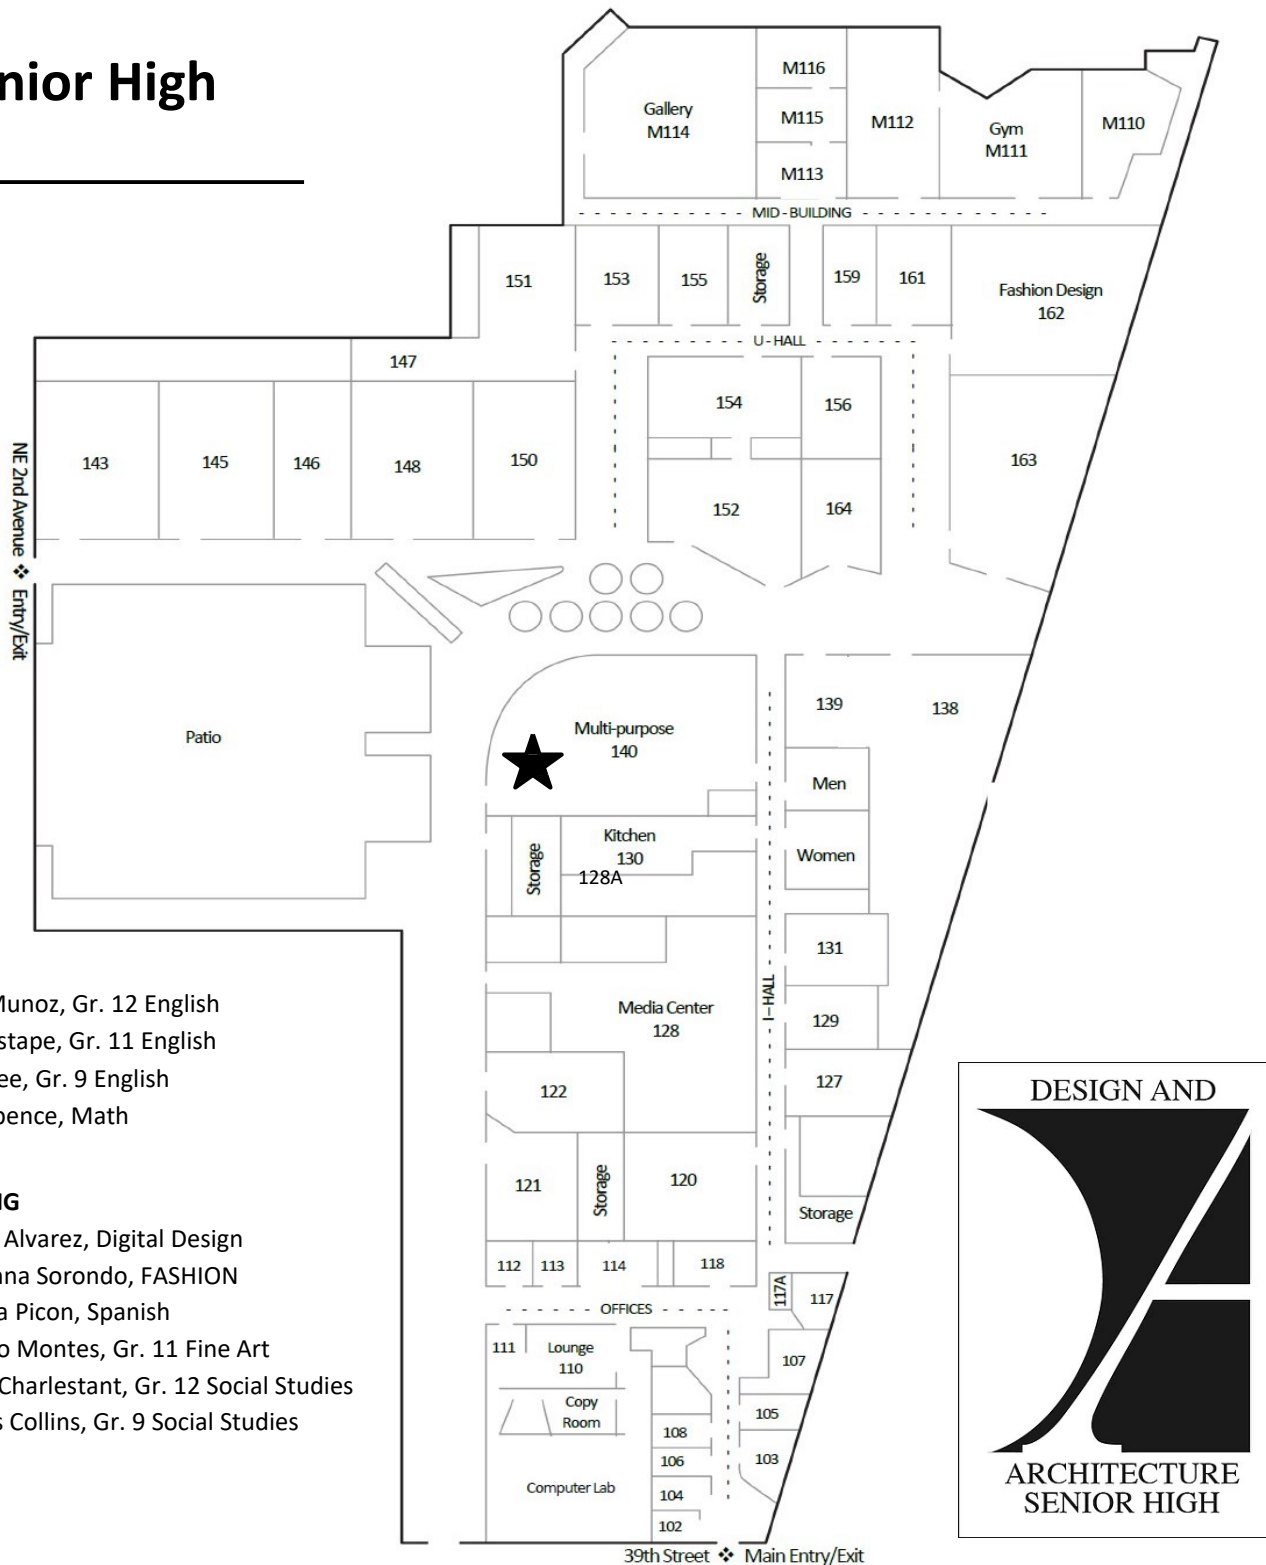 nior High
M116
Gallery
M114
M115
M112
Gym
M111
M110
M113
MID - BUILDING
151
153
155
Storage
159
161
Fashion Design
162
U - HALL
147
154
156
143
145
146
148
150
163
152
164
NE 2nd Avenue ❖ Entry/Exit
Patio
Multi-purpose
140
139
138
Men
Kitchen
130
Storage
128A
Women
131
Media Center
128
I - HALL
129
127
122
121
Storage
120
Storage
112
113
114
118
117A
117
OFFICES
111
Lounge
110
107
Copy
Room
105
108
106
103
Computer Lab
104
102
39th Street ❖ Main Entry/Exit
Munoz, Gr. 12 English
stape, Gr. 11 English
ee, Gr. 9 English
pence, Math
NG
Alvarez, Digital Design
nna Sorondo, FASHION
a Picon, Spanish
o Montes, Gr. 11 Fine Art
Charlestant, Gr. 12 Social Studies
s Collins, Gr. 9 Social Studies
DESIGN AND
ARCHITECTURE
SENIOR HIGH